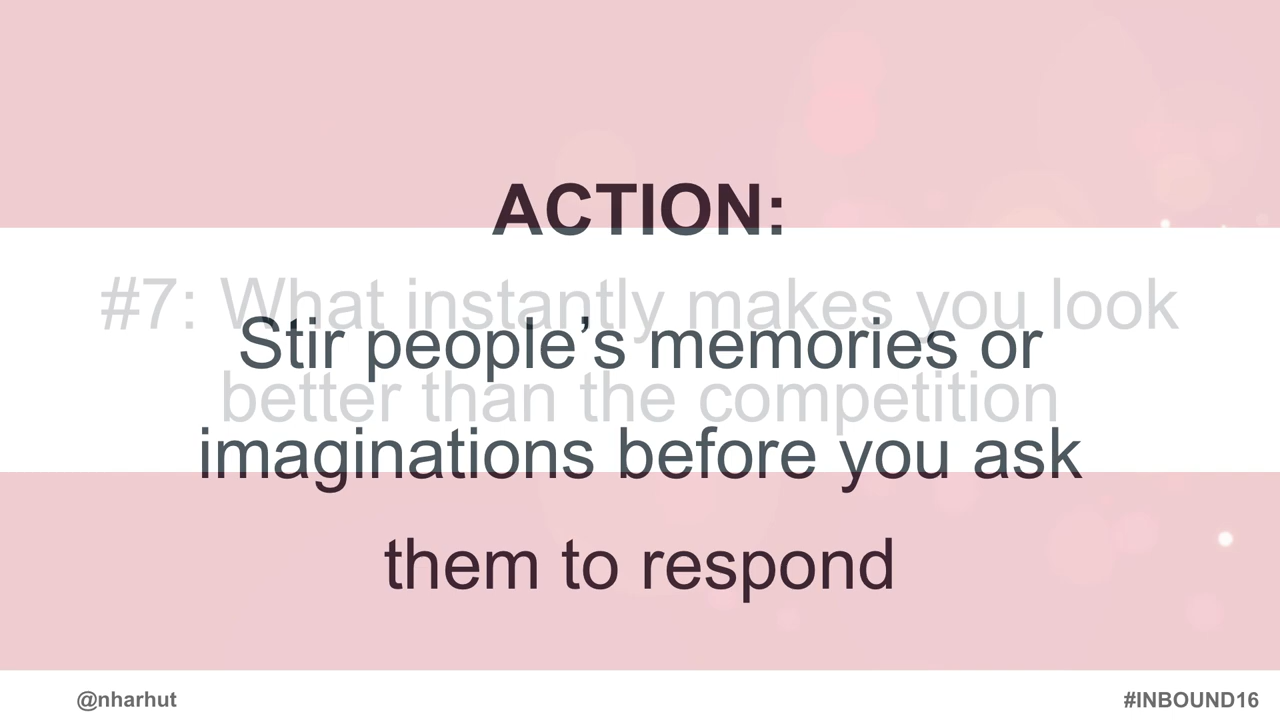 ACTION:
#7: What instantly makes you look
Stir people’s memories or
better than the competition
imaginations before you ask
them to respond
@nharhut
#INBOUND16